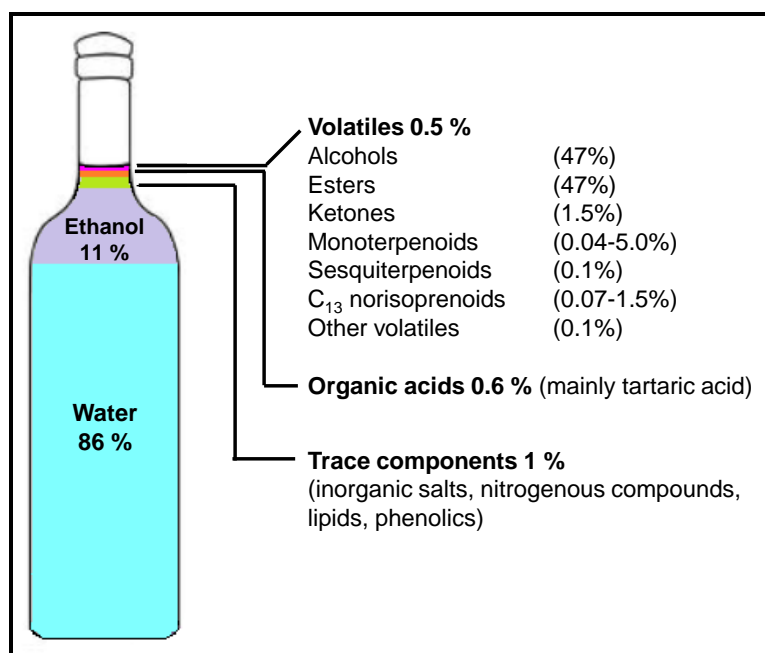 Volatiles 0.5 %
Alcohols (47%)
Esters (47%)
Ketones (1.5%)
Monoterpenoids (0.04-5.0%)
Sesquiterpenoids (0.1%)
C₁₃ norisoprenoids (0.07-1.5%)
Other volatiles (0.1%)
Ethanol
11 %
Organic acids 0.6 % (mainly tartaric acid)
Water
86 %
Trace components 1 %
(inorganic salts, nitrogenous compounds,
lipids, phenolics)